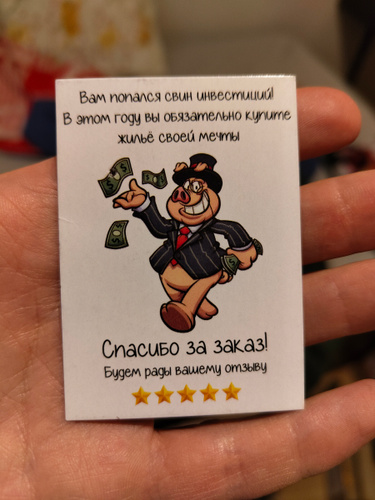 Вам попался свин инвестиций!
В этом году вы обязательно купите
жильё своей мечты
Спасибо за заказ!
Будем рады вашему отзыву